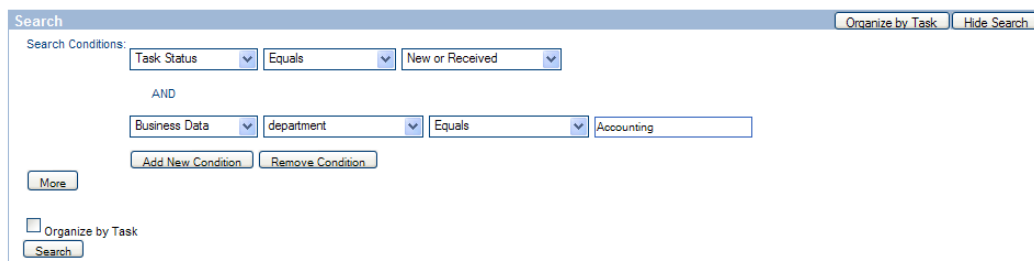 Search Organize by Task Hide Search
Search Conditions:
Task Status Equals New or Received
AND
Business Data department Equals Accounting
Add New Condition Remove Condition
More
Organize by Task
Search